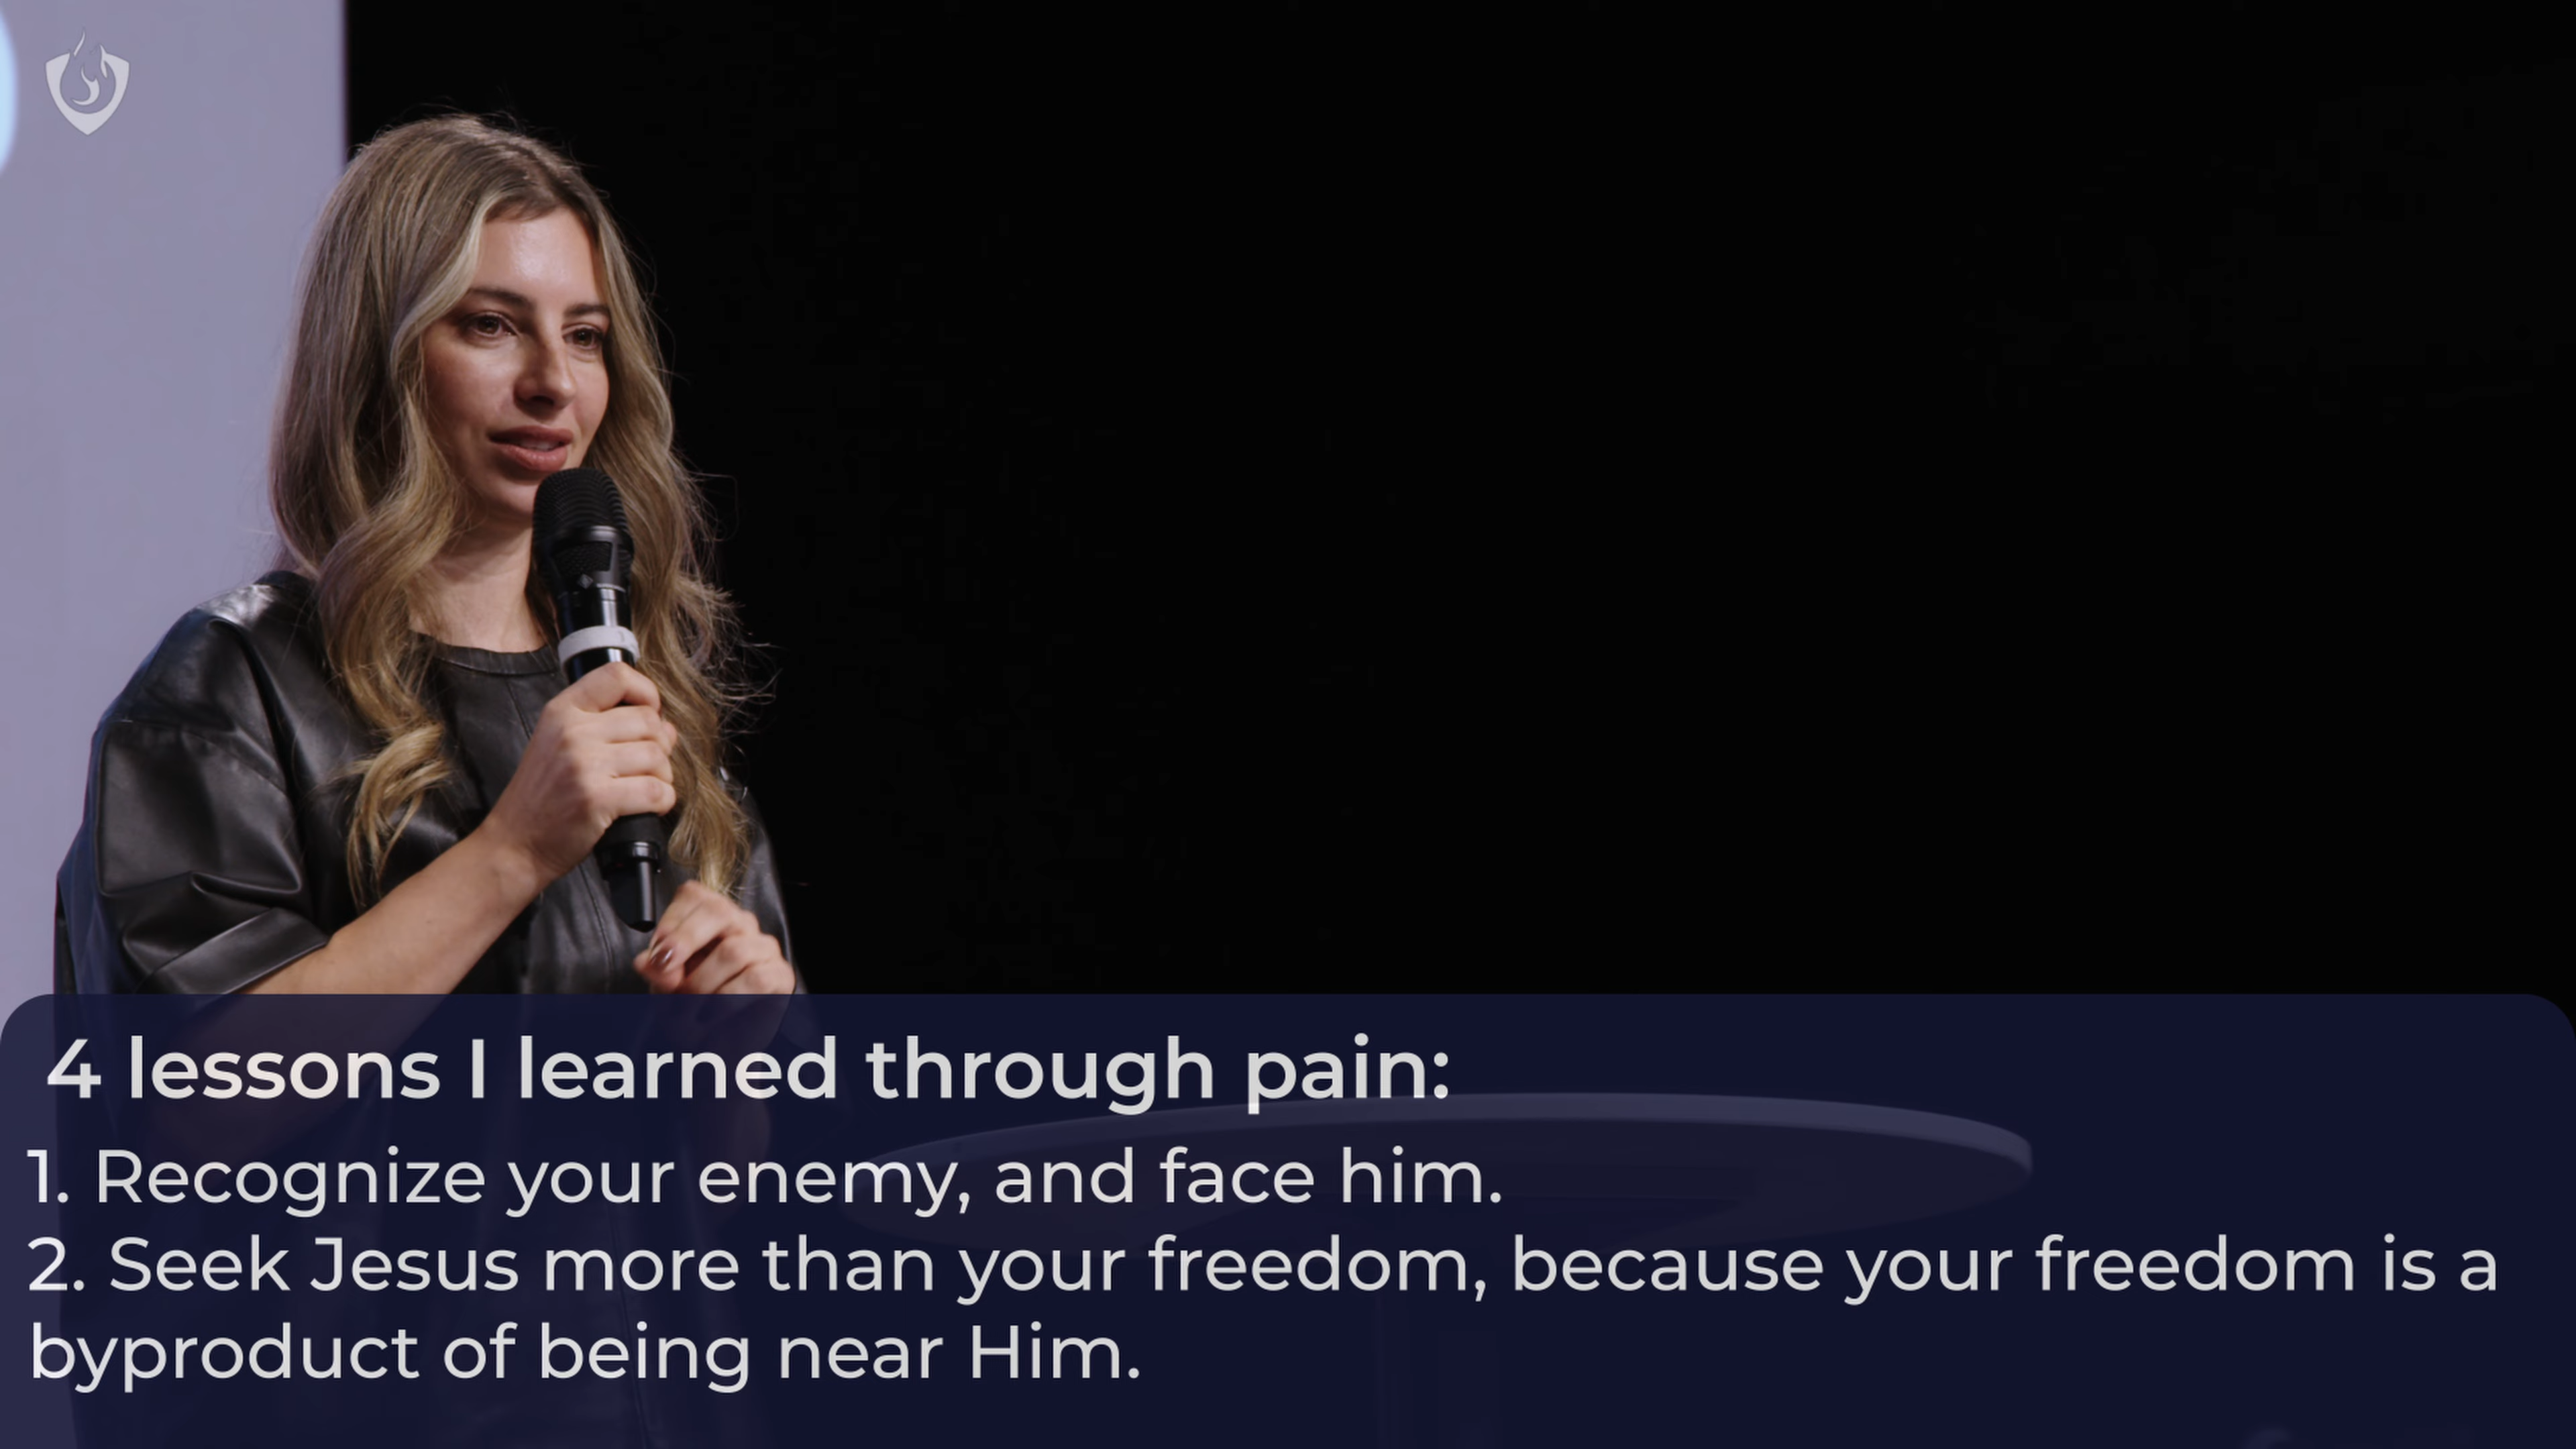 4 lessons I learned through pain:
1. Recognize your enemy, and face him.
2. Seek Jesus more than your freedom, because your freedom is a
byproduct of being near Him.